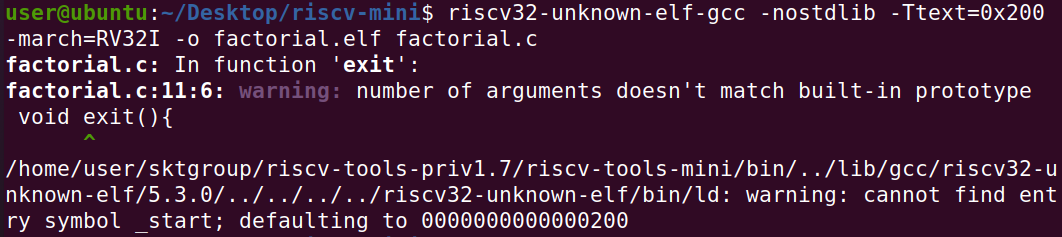 user@ubuntu:~/Desktop/riscv-mini$ riscv32-unknown-elf-gcc -nostdlib -Ttext=0x200
-march=RV32I -o factorial.elf factorial.c
factorial.c: In function 'exit':
factorial.c:11:6: warning: number of arguments doesn't match built-in prototype
 void exit(){
      ^
/home/user/sktgroup/riscv-tools-priv1.7/riscv-tools-mini/bin/../lib/gcc/riscv32-u
nknown-elf/5.3.0/../../../../riscv32-unknown-elf/bin/ld: warning: cannot find ent
ry symbol _start; defaulting to 0000000000000200